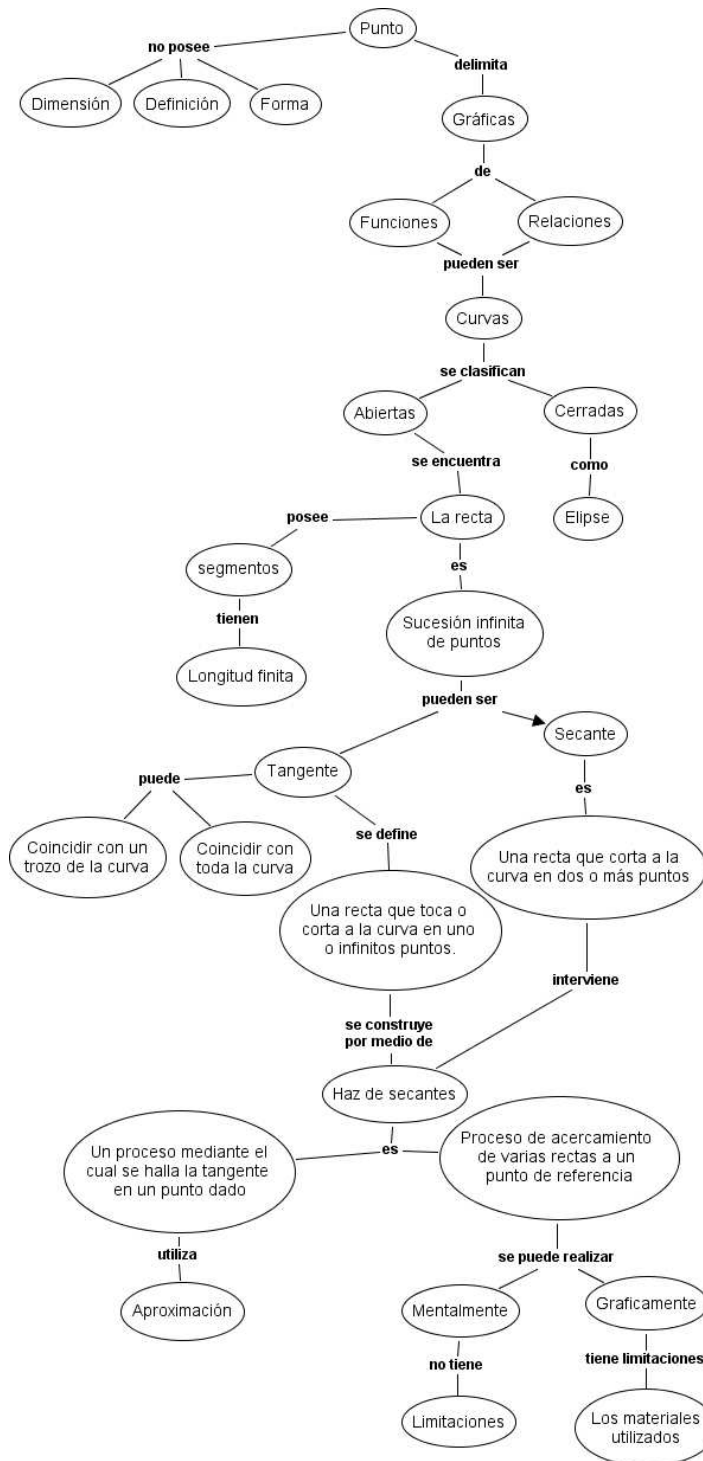 Punto
no posee
delimita
Dimensión
Definición
Forma
Gráficas
de
Funciones
Relaciones
pueden ser
Curvas
se clasifican
Abiertas
Cerradas
se encuentra
como
posee
La recta
Elipse
segmentos
es
tienen
Sucesión infinita
de puntos
Longitud finita
pueden ser
Secante
Tangente
puede
es
se define
Coincidir con un
trozo de la curva
Coincidir con
toda la curva
Una recta que corta a la
curva en dos o más puntos
Una recta que toca o
corta a la curva en uno
o infinitos puntos.
interviene
se construye
por medio de
Haz de secantes
Un proceso mediante el
cual se halla la tangente
en un punto dado
es
Proceso de acercamiento
de varias rectas a un
punto de referencia
utiliza
se puede realizar
Aproximación
Mentalmente
Graficamente
no tiene
tiene limitaciones
Limitaciones
Los materiales
utilizados